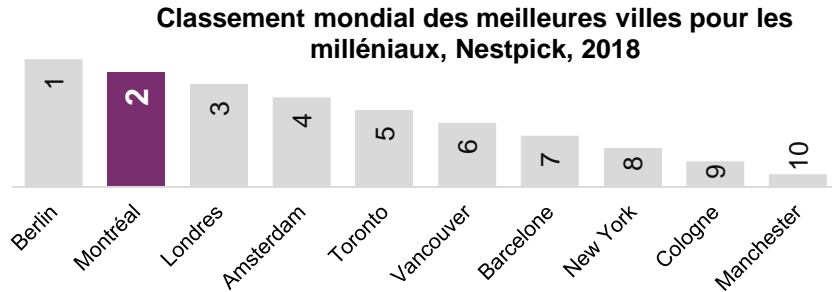 Classement mondial des meilleures villes pour les
milléniaux, Nestpick, 2018
1
2
3
4
5
6
7
8
9
10
Berlin
Montréal
Londres
Amsterdam
Toronto
Vancouver
Barcelone
New York
Cologne
Manchester